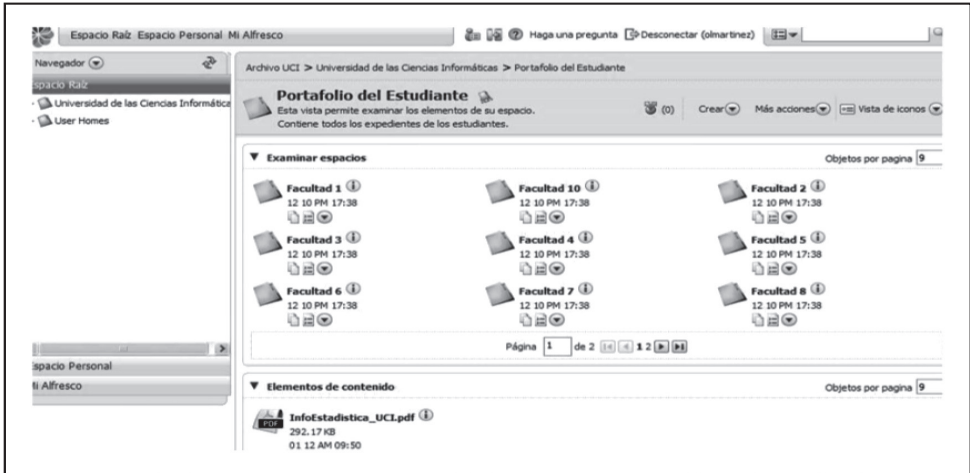 Espacio Raíz Espacio Personal Mi Alfresco
Haga una pregunta Desconectar (olmartinez)
Navegador
Espacio Raíz
Universidad de las Ciencias Informática
User Homes
Archivo UCI > Universidad de las Ciencias Informáticas > Portafolio del Estudiante
Portafolio del Estudiante
Esta vista permite examinar los elementos de su espacio.
Contiene todos los expedientes de los estudiantes.
(0) Crear Más acciones Vista de iconos
Examinar espacios Objetos por pagina 9
Facultad 1 Facultad 10 Facultad 2
12 10 PM 17:38 12 10 PM 17:38 12 10 PM 17:38
Facultad 3 Facultad 4 Facultad 5
12 10 PM 17:38 12 10 PM 17:38 12 10 PM 17:38
Facultad 6 Facultad 7 Facultad 8
12 10 PM 17:38 12 10 PM 17:38 12 10 PM 17:38
Página 1 de 2 1 2
spacio Personal
Mi Alfresco
Elementos de contenido Objetos por pagina 9
PDF
InfoEstadistica_UCI.pdf
292.17 KB
01 12 AM 09:50